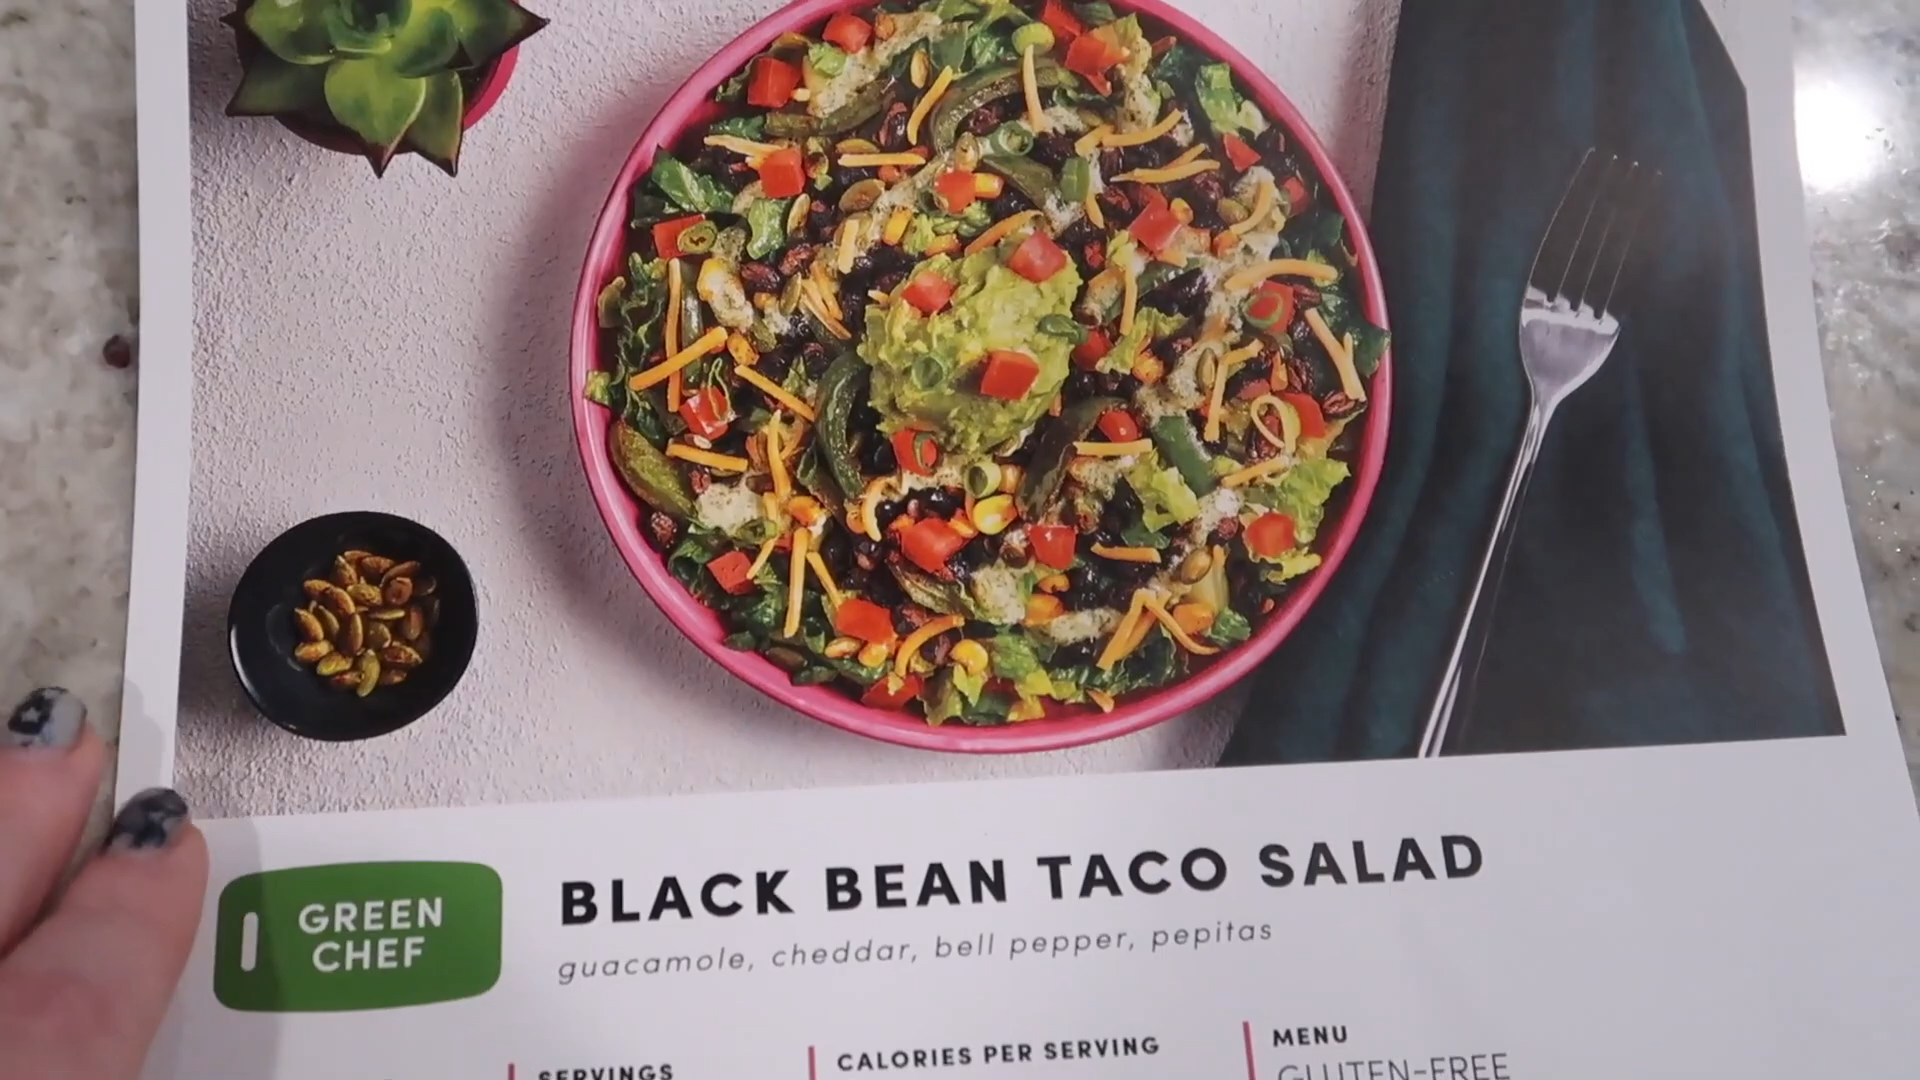 GREEN
CHEF
BLACK BEAN TACO SALAD
guacamole, cheddar, bell pepper, pepitas
SERVINGS
CALORIES PER SERVING
MENU
GLUTEN-FREE